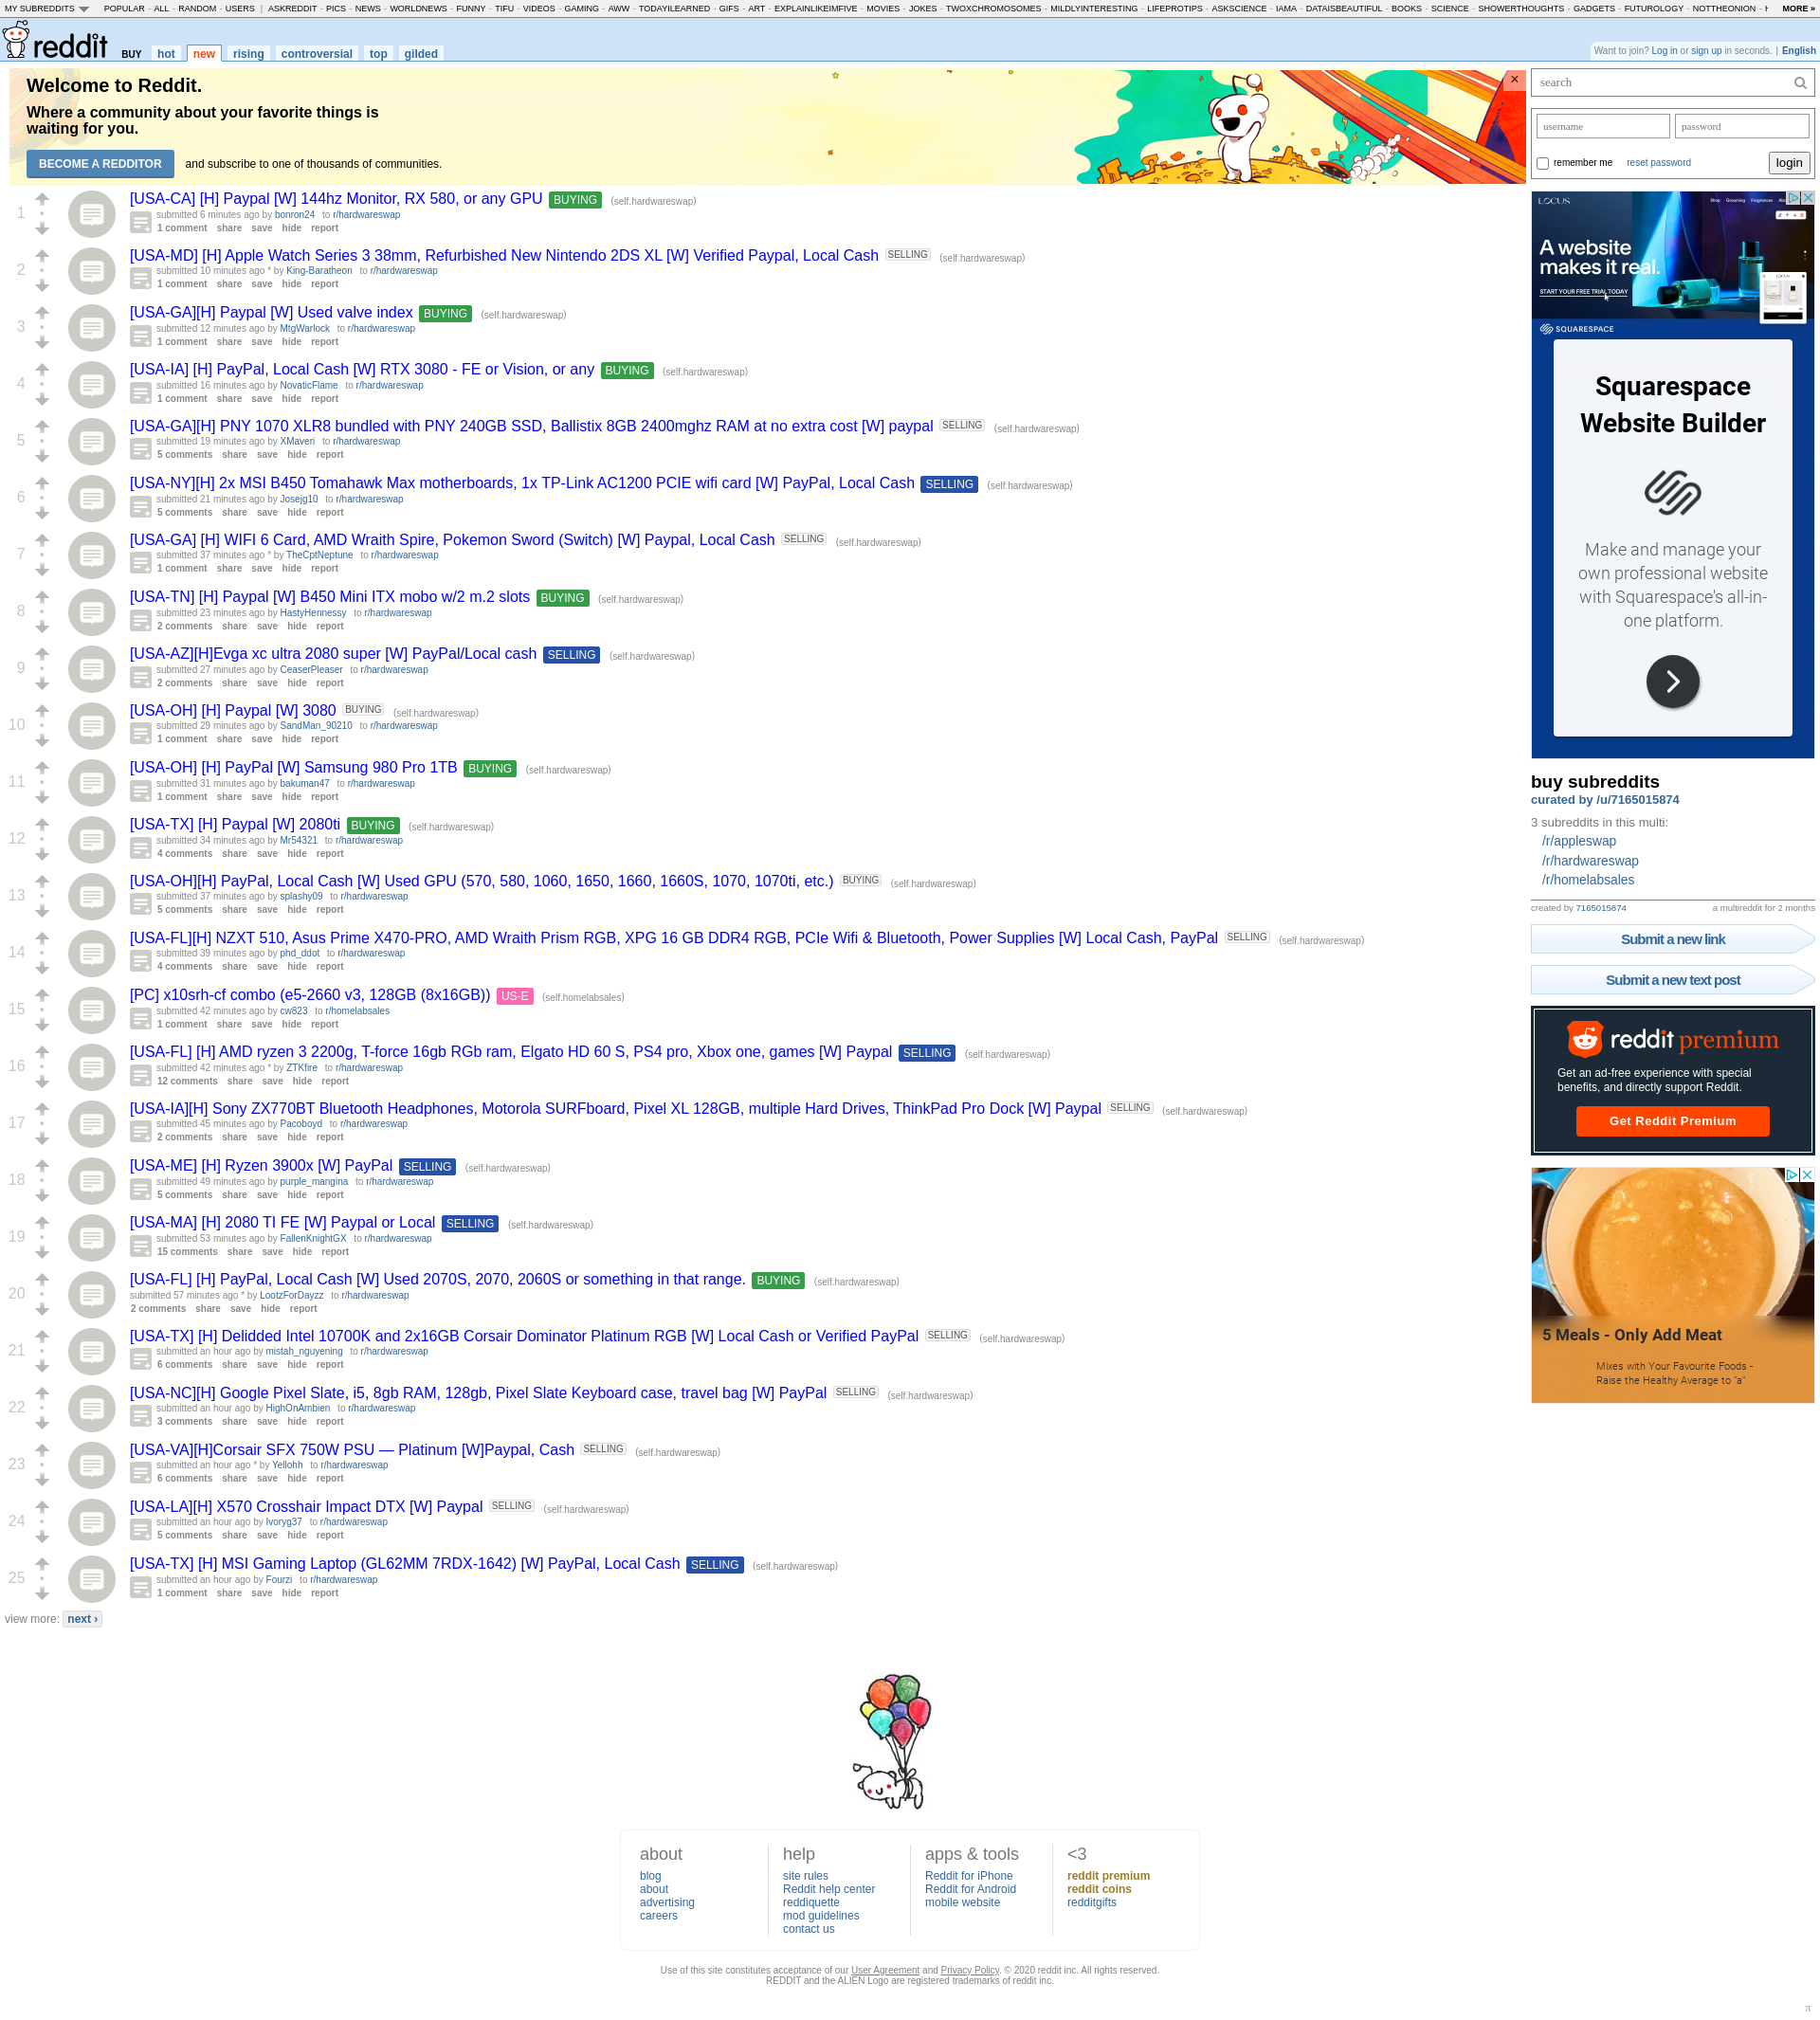 MY SUBREDDITS POPULAR - ALL - RANDOM - USERS | ASKREDDIT - PICS - NEWS - WORLDNEWS - FUNNY - TIFU - VIDEOS - GAMING - AWW - TODAYILEARNED - GIFS - ART - EXPLAINLIKEIMFIVE - MOVIES - JOKES - TWOXCHROMOSOMES - MILDLYINTERESTING - LIFEPROTIPS - ASKSCIENCE - IAMA - DATAISBEAUTIFUL - BOOKS - SCIENCE - SHOWERTHOUGHTS - GADGETS - FUTUROLOGY - NOTTHEONION - MORE »
reddit BUY hot new rising controversial top gilded
Want to join? Log in or sign up in seconds. | English
Welcome to Reddit.
Where a community about your favorite things is
waiting for you.
BECOME A REDDITOR and subscribe to one of thousands of communities.
×
1
[USA-CA] [H] Paypal [W] 144hz Monitor, RX 580, or any GPU BUYING (self.hardwareswap)
submitted 6 minutes ago by bonron24 to r/hardwareswap
1 comment share save hide report
2
[USA-MD] [H] Apple Watch Series 3 38mm, Refurbished New Nintendo 2DS XL [W] Verified Paypal, Local Cash SELLING (self.hardwareswap)
submitted 10 minutes ago * by King-Baratheon to r/hardwareswap
1 comment share save hide report
3
[USA-GA][H] Paypal [W] Used valve index BUYING (self.hardwareswap)
submitted 12 minutes ago by MtgWarlock to r/hardwareswap
1 comment share save hide report
4
[USA-IA] [H] PayPal, Local Cash [W] RTX 3080 - FE or Vision, or any BUYING (self.hardwareswap)
submitted 16 minutes ago by NovaticFlame to r/hardwareswap
1 comment share save hide report
5
[USA-GA][H] PNY 1070 XLR8 bundled with PNY 240GB SSD, Ballistix 8GB 2400mghz RAM at no extra cost [W] paypal SELLING (self.hardwareswap)
submitted 19 minutes ago by XMaveri to r/hardwareswap
5 comments share save hide report
6
[USA-NY][H] 2x MSI B450 Tomahawk Max motherboards, 1x TP-Link AC1200 PCIE wifi card [W] PayPal, Local Cash SELLING (self.hardwareswap)
submitted 21 minutes ago by Josejg10 to r/hardwareswap
5 comments share save hide report
7
[USA-GA] [H] WIFI 6 Card, AMD Wraith Spire, Pokemon Sword (Switch) [W] Paypal, Local Cash SELLING (self.hardwareswap)
submitted 37 minutes ago * by TheCptNeptune to r/hardwareswap
1 comment share save hide report
8
[USA-TN] [H] Paypal [W] B450 Mini ITX mobo w/2 m.2 slots BUYING (self.hardwareswap)
submitted 23 minutes ago by HastyHennessy to r/hardwareswap
2 comments share save hide report
9
[USA-AZ][H]Evga xc ultra 2080 super [W] PayPal/Local cash SELLING (self.hardwareswap)
submitted 27 minutes ago by CeaserPleaser to r/hardwareswap
2 comments share save hide report
10
[USA-OH] [H] Paypal [W] 3080 BUYING (self.hardwareswap)
submitted 29 minutes ago by SandMan_90210 to r/hardwareswap
1 comment share save hide report
11
[USA-OH] [H] PayPal [W] Samsung 980 Pro 1TB BUYING (self.hardwareswap)
submitted 31 minutes ago by bakuman47 to r/hardwareswap
1 comment share save hide report
12
[USA-TX] [H] Paypal [W] 2080ti BUYING (self.hardwareswap)
submitted 34 minutes ago by Mr54321 to r/hardwareswap
4 comments share save hide report
13
[USA-OH][H] PayPal, Local Cash [W] Used GPU (570, 580, 1060, 1650, 1660, 1660S, 1070, 1070ti, etc.) BUYING (self.hardwareswap)
submitted 37 minutes ago by splashy09 to r/hardwareswap
5 comments share save hide report
14
[USA-FL][H] NZXT 510, Asus Prime X470-PRO, AMD Wraith Prism RGB, XPG 16 GB DDR4 RGB, PCIe Wifi & Bluetooth, Power Supplies [W] Local Cash, PayPal SELLING (self.hardwareswap)
submitted 39 minutes ago by phd_ddot to r/hardwareswap
4 comments share save hide report
15
[PC] x10srh-cf combo (e5-2660 v3, 128GB (8x16GB)) US-E (self.homelabsales)
submitted 42 minutes ago by cw823 to r/homelabsales
1 comment share save hide report
16
[USA-FL] [H] AMD ryzen 3 2200g, T-force 16gb RGb ram, Elgato HD 60 S, PS4 pro, Xbox one, games [W] Paypal SELLING (self.hardwareswap)
submitted 42 minutes ago * by ZTKfire to r/hardwareswap
12 comments share save hide report
17
[USA-IA][H] Sony ZX770BT Bluetooth Headphones, Motorola SURFboard, Pixel XL 128GB, multiple Hard Drives, ThinkPad Pro Dock [W] Paypal SELLING (self.hardwareswap)
submitted 45 minutes ago by Pacoboyd to r/hardwareswap
2 comments share save hide report
18
[USA-ME] [H] Ryzen 3900x [W] PayPal SELLING (self.hardwareswap)
submitted 49 minutes ago by purple_mangina to r/hardwareswap
5 comments share save hide report
19
[USA-MA] [H] 2080 TI FE [W] Paypal or Local SELLING (self.hardwareswap)
submitted 53 minutes ago by FallenKnightGX to r/hardwareswap
15 comments share save hide report
20
[USA-FL] [H] PayPal, Local Cash [W] Used 2070S, 2070, 2060S or something in that range. BUYING (self.hardwareswap)
submitted 57 minutes ago * by LootzForDayzz to r/hardwareswap
2 comments share save hide report
21
[USA-TX] [H] Delidded Intel 10700K and 2x16GB Corsair Dominator Platinum RGB [W] Local Cash or Verified PayPal SELLING (self.hardwareswap)
submitted an hour ago by mistah_nguyening to r/hardwareswap
6 comments share save hide report
22
[USA-NC][H] Google Pixel Slate, i5, 8gb RAM, 128gb, Pixel Slate Keyboard case, travel bag [W] PayPal SELLING (self.hardwareswap)
submitted an hour ago by HighOnAmbien to r/hardwareswap
3 comments share save hide report
23
[USA-VA][H]Corsair SFX 750W PSU — Platinum [W]Paypal, Cash SELLING (self.hardwareswap)
submitted an hour ago * by Yellohh to r/hardwareswap
6 comments share save hide report
24
[USA-LA][H] X570 Crosshair Impact DTX [W] Paypal SELLING (self.hardwareswap)
submitted an hour ago by Ivoryg37 to r/hardwareswap
5 comments share save hide report
25
[USA-TX] [H] MSI Gaming Laptop (GL62MM 7RDX-1642) [W] PayPal, Local Cash SELLING (self.hardwareswap)
submitted an hour ago by Fourzi to r/hardwareswap
1 comment share save hide report
view more: next ›
search
username password
remember me reset password login
LOCUS Shop Grooming Fragrances
A website
makes it real.
START YOUR FREE TRIAL TODAY
SQUARESPACE
Squarespace
Website Builder
Make and manage your
own professional website
with Squarespace's all-in-
one platform.
buy subreddits
curated by /u/7165015874
3 subreddits in this multi:
/r/appleswap
/r/hardwareswap
/r/homelabsales
created by 7165015874 a multireddit for 2 months
Submit a new link
Submit a new text post
reddit premium
Get an ad-free experience with special
benefits, and directly support Reddit.
Get Reddit Premium
5 Meals - Only Add Meat
Mixes with Your Favourite Foods -
Raise the Healthy Average to "a"
about
blog
about
advertising
careers
help
site rules
Reddit help center
reddiquette
mod guidelines
contact us
apps & tools
Reddit for iPhone
Reddit for Android
mobile website
<3
reddit premium
reddit coins
redditgifts
Use of this site constitutes acceptance of our User Agreement and Privacy Policy. © 2020 reddit inc. All rights reserved.
REDDIT and the ALIEN Logo are registered trademarks of reddit inc.
π